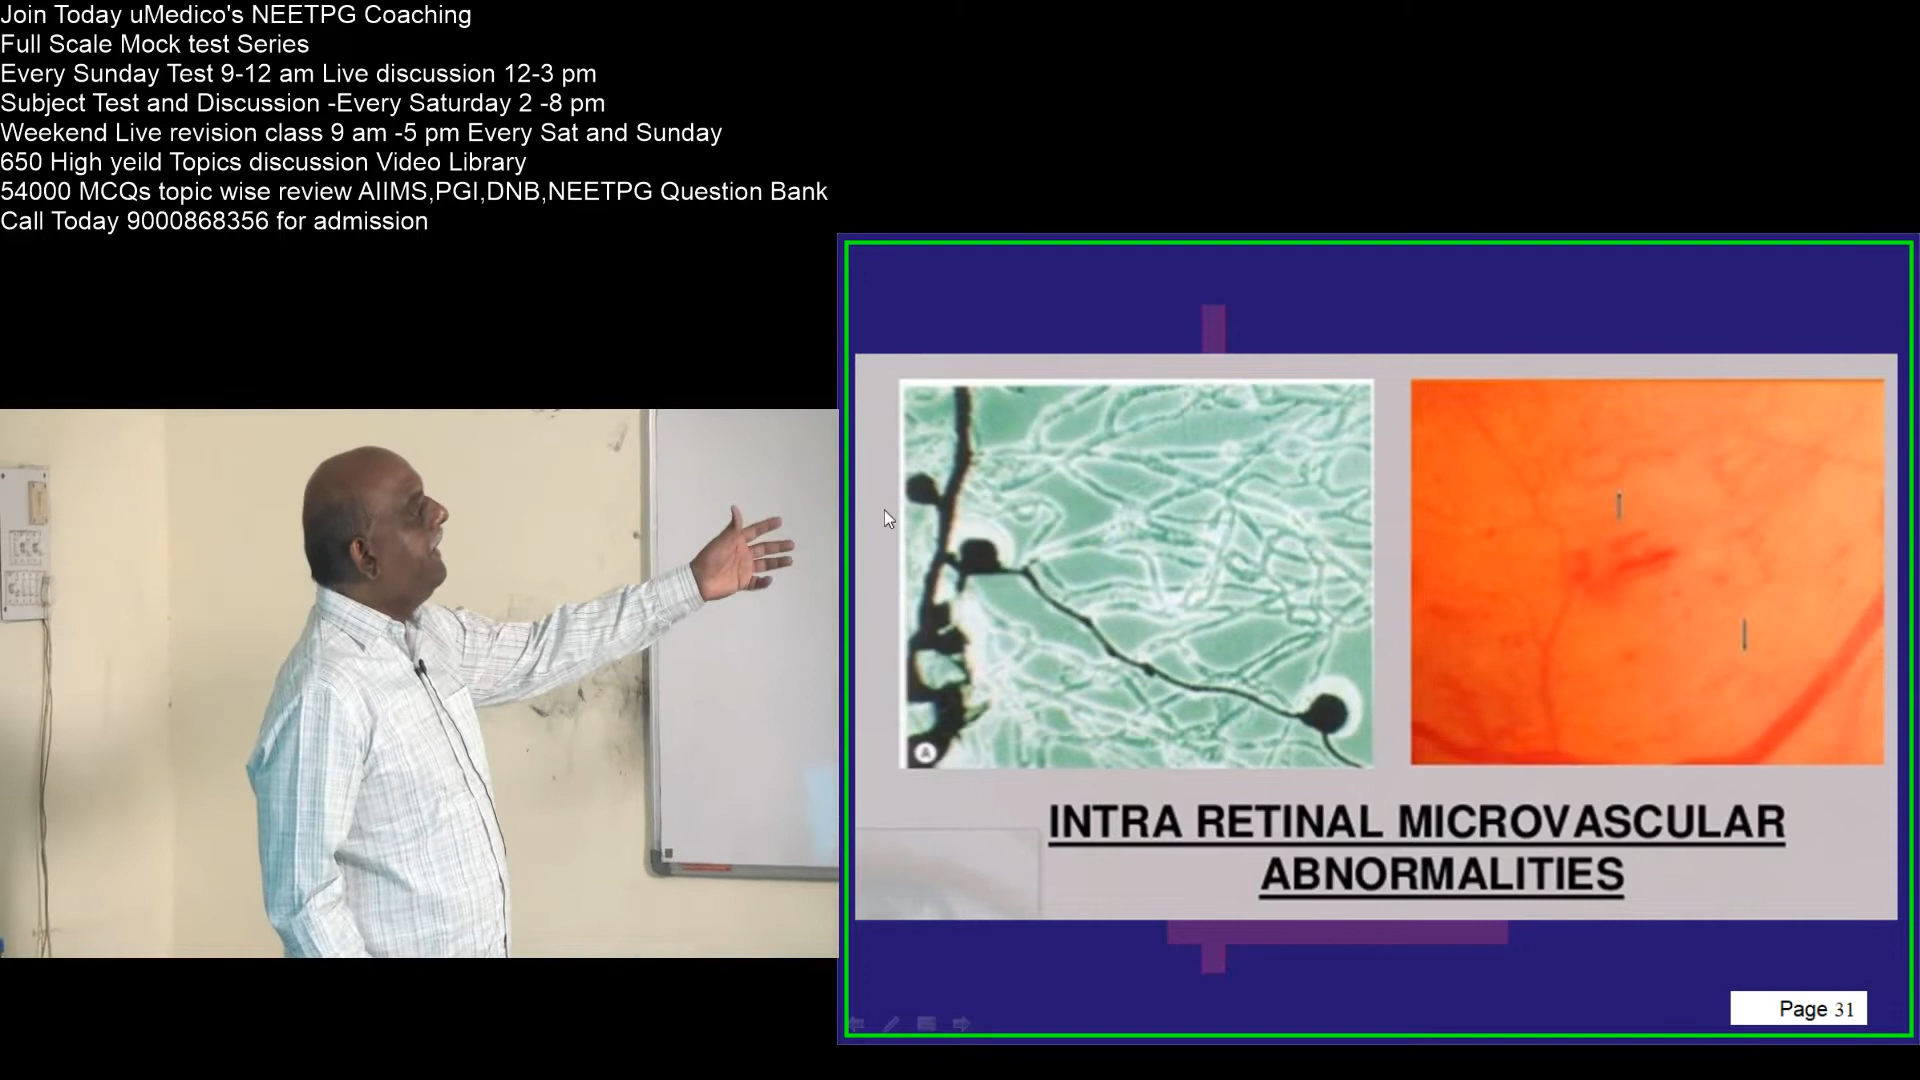 Join Today uMedico's NEETPG Coaching
Full Scale Mock test Series
Every Sunday Test 9-12 am Live discussion 12-3 pm
Subject Test and Discussion -Every Saturday 2 -8 pm
Weekend Live revision class 9 am -5 pm Every Sat and Sunday
650 High yeild Topics discussion Video Library
54000 MCQs topic wise review AIIMS,PGI,DNB,NEETPG Question Bank
Call Today 9000868356 for admission
A
INTRA RETINAL MICROVASCULAR
ABNORMALITIES
Page 31